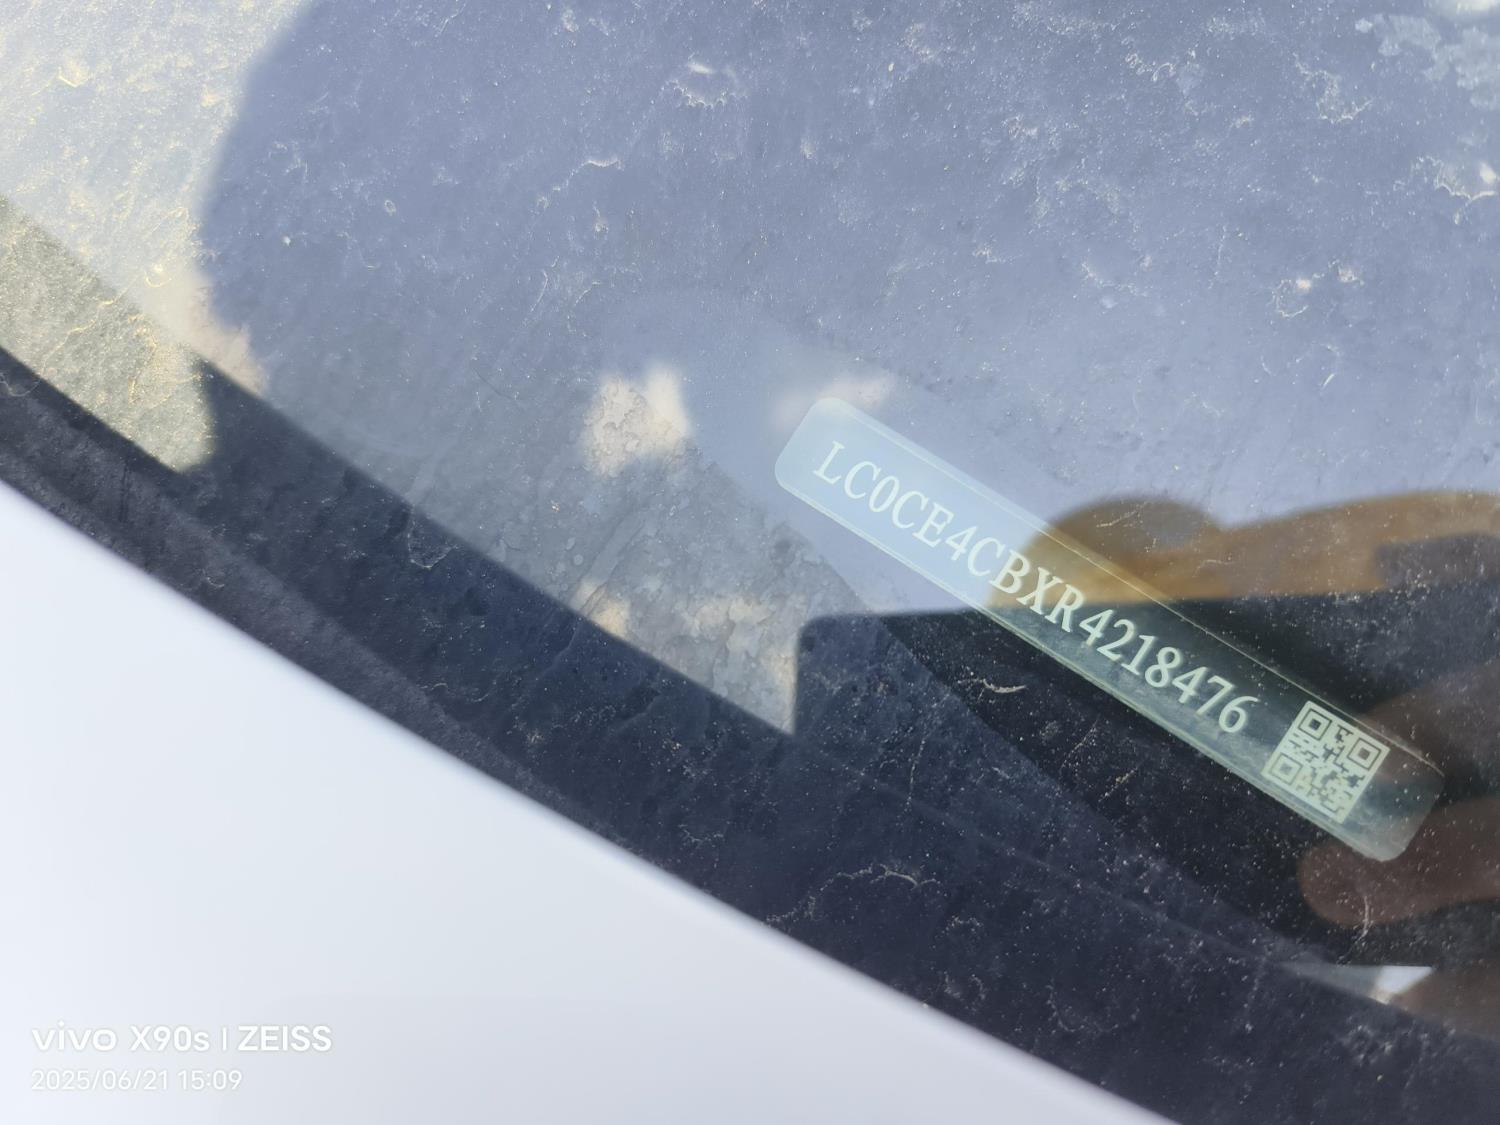 LC0CE4CBXR4218476
vivo X90s | ZEISS
2025/06/21 15:09